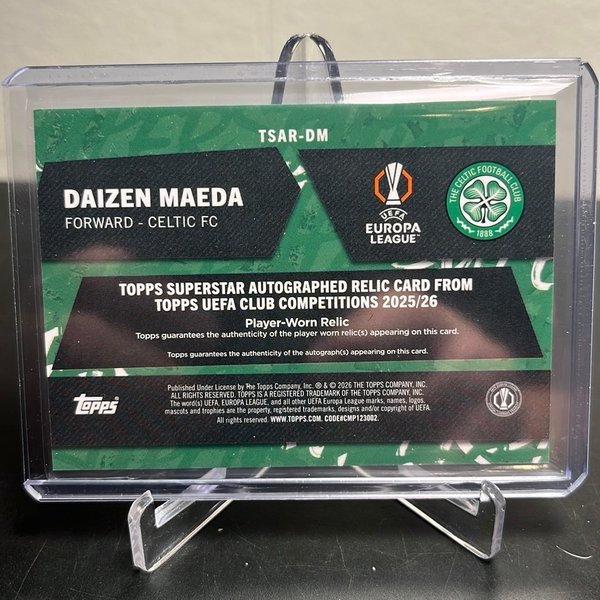 TSAR-DM
DAIZEN MAEDA
FORWARD - CELTIC FC
UEFA
EUROPA
LEAGUE™
THE CELTIC FOOTBALL CLUB
1888
TOPPS SUPERSTAR AUTOGRAPHED RELIC CARD FROM
TOPPS UEFA CLUB COMPETITIONS 2025/26
Player-Worn Relic
Topps guarantees the authenticity of the player worn relic(s) appearing on this card.
Topps guarantees the authenticity of the autograph(s) appearing on this card.
Topps
Published Under License by the Topps Company, Inc. ® & © 2026 THE TOPPS COMPANY, INC.
ALL RIGHTS RESERVED. TOPPS IS A REGISTERED TRADEMARK OF THE TOPPS COMPANY, INC.
The word(s) UEFA, EUROPA LEAGUE, and all other UEFA Europa League marks, names, logos,
mascots and trophies are the property, registered trademarks, designs and/or copyright of UEFA.
All rights reserved. WWW.TOPPS.COM. CODE#CMP123002.